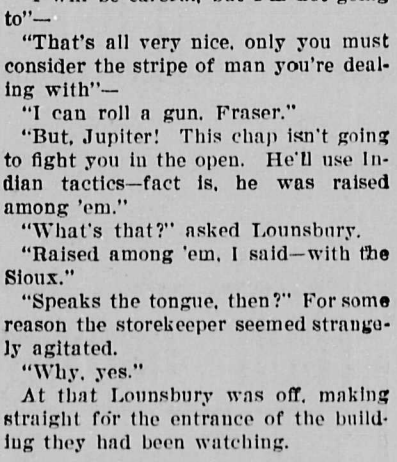 to"—
"That's all very nice, only you must
consider the stripe of man you're deal-
ing with"—
"I can roll a gun, Fraser."
"But, Jupiter! This chap isn't going
to fight you in the open. He'll use In-
dian tactics—fact is, he was raised
among 'em."
"What's that?" asked Lounsbury.
"Raised among 'em, I said—with the
Sioux."
"Speaks the tongue, then?" For some
reason the storekeeper seemed strange-
ly agitated.
"Why, yes."
At that Lounsbury was off, making
straight for the entrance of the build-
ing they had been watching.